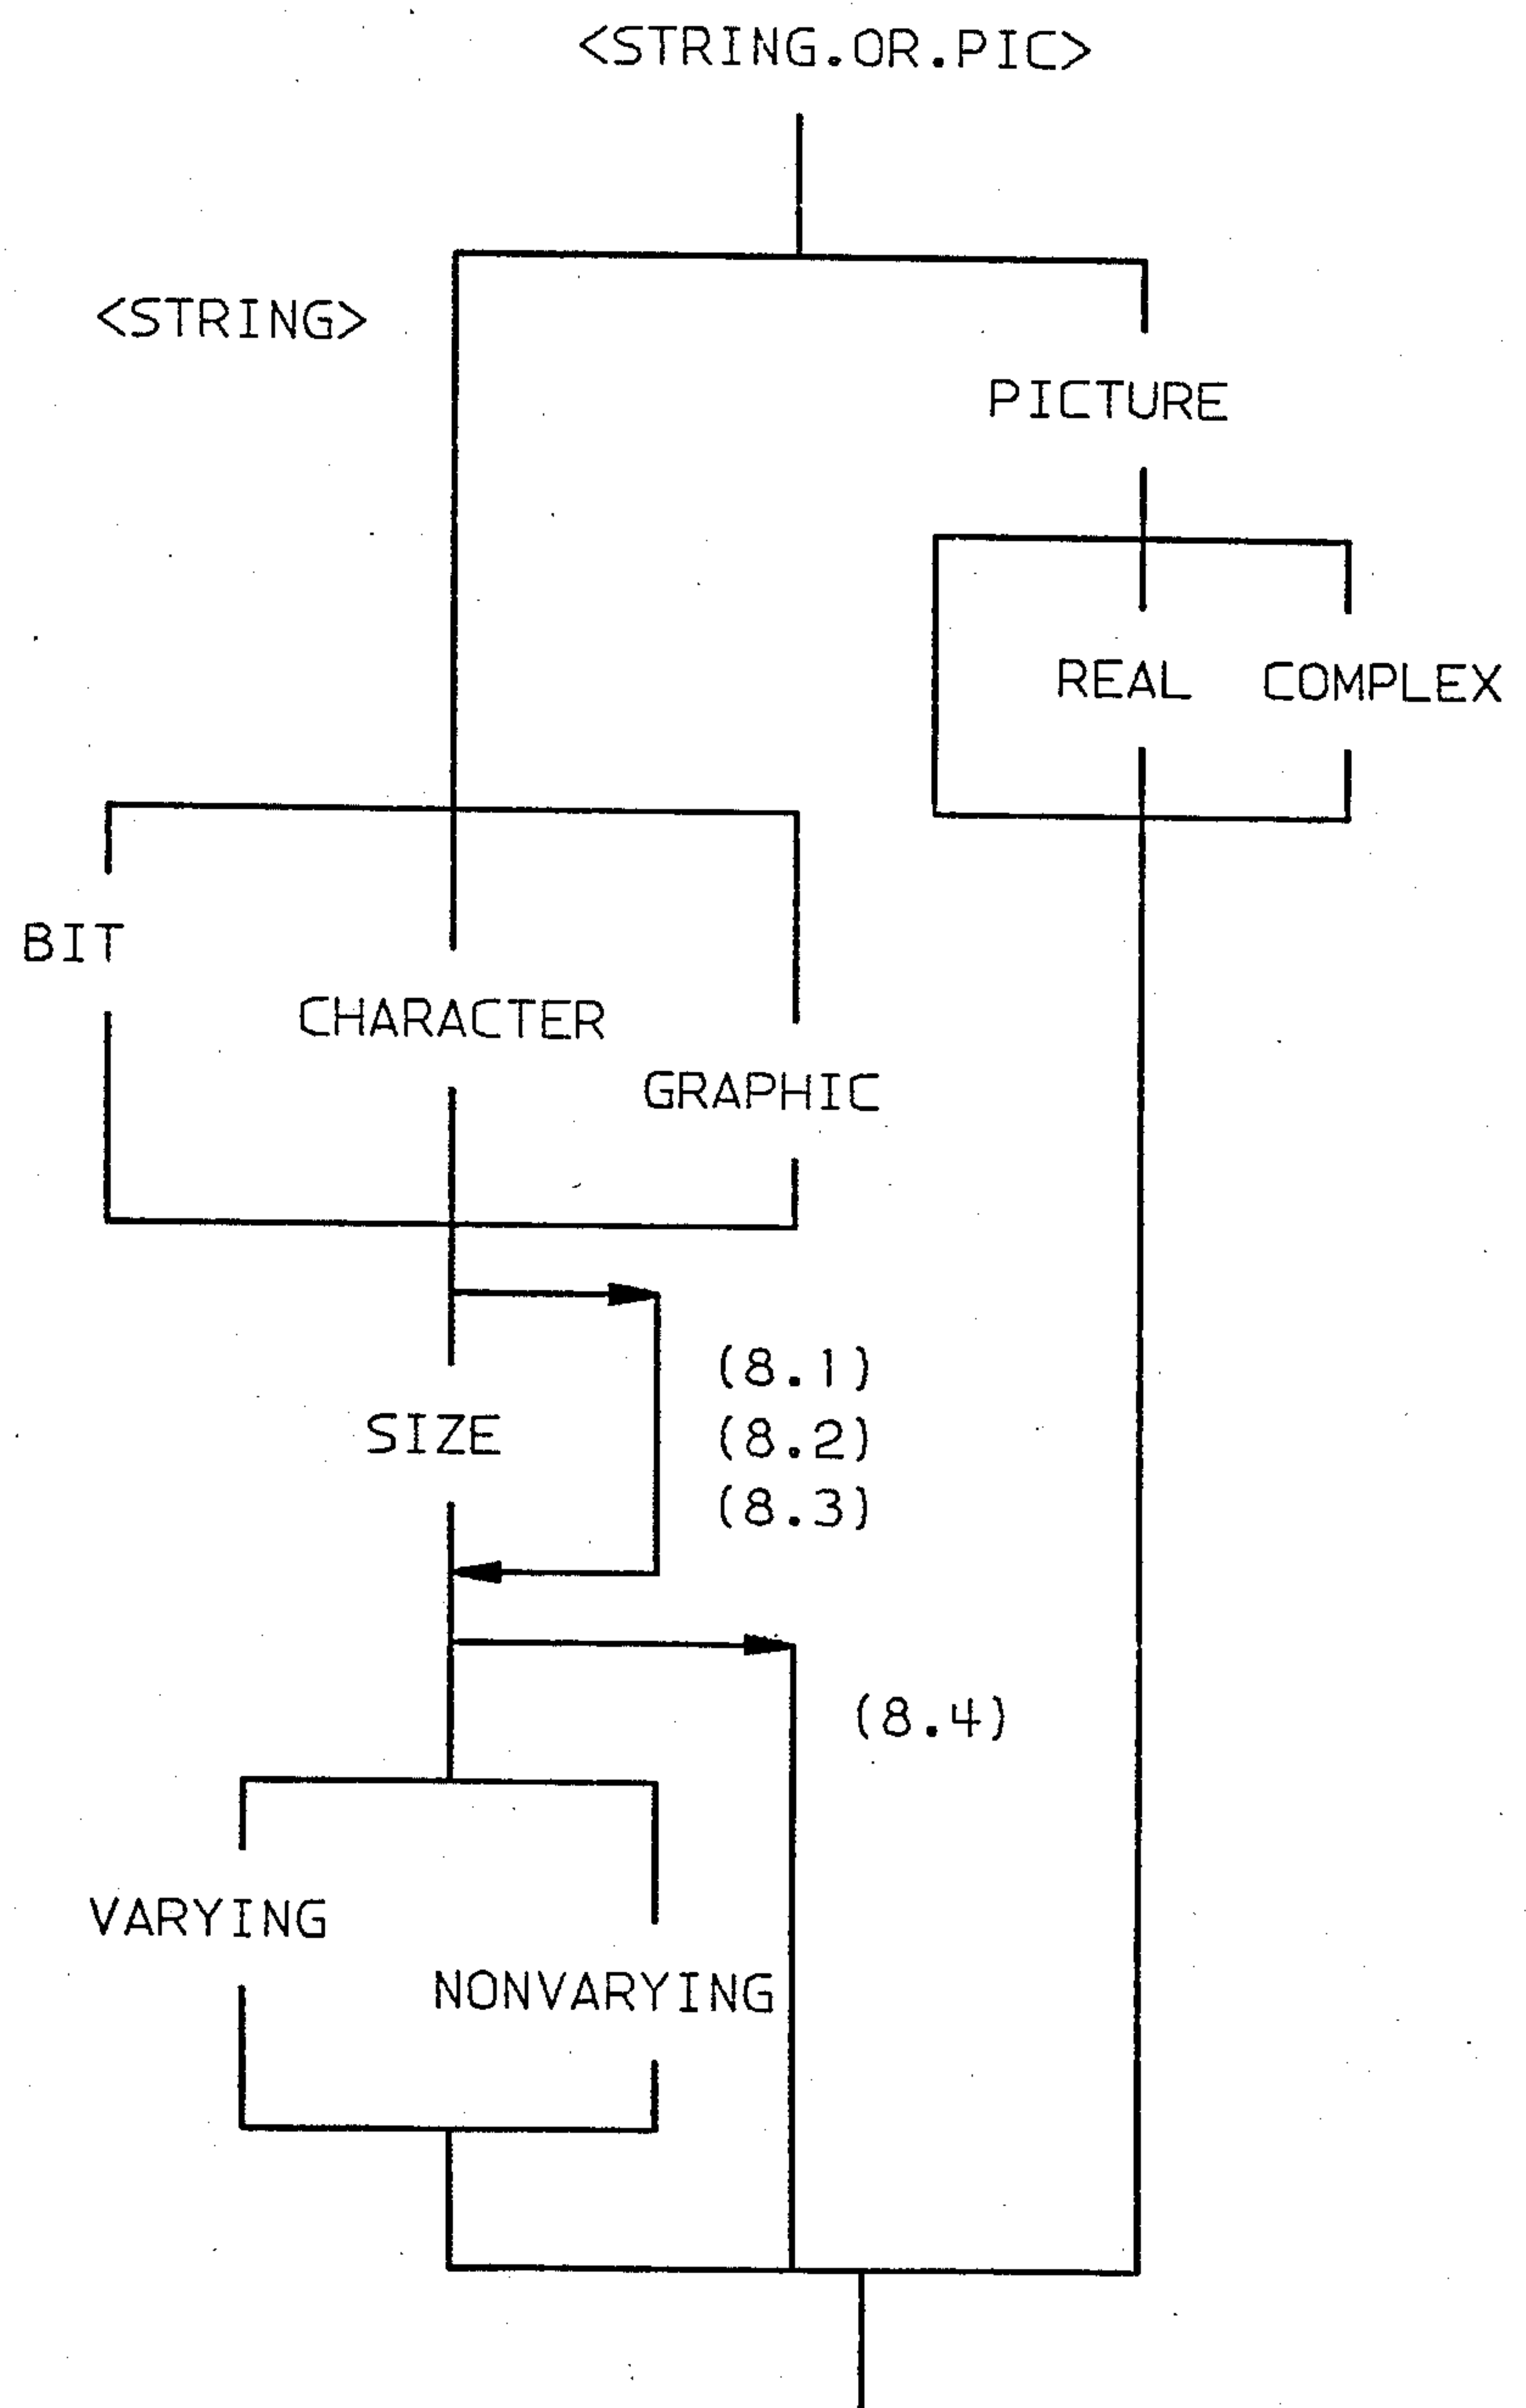 <STRING.OR.PIC>
<STRING>
PICTURE
REAL COMPLEX
BIT
CHARACTER
GRAPHIC
(8.1)
SIZE
(8.2)
(8.3)
(8.4)
VARYING
NONVARYING